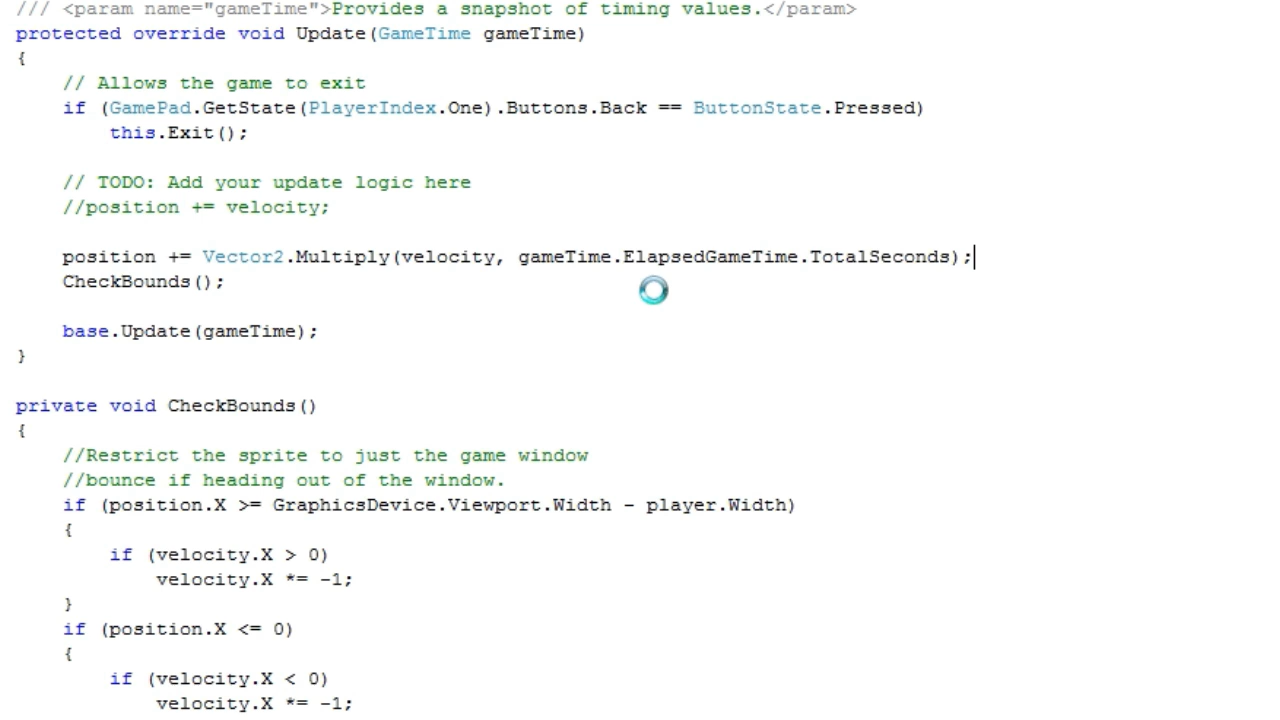 /// <param name="gameTime">Provides a snapshot of timing values.</param>
protected override void Update(GameTime gameTime)
{
    // Allows the game to exit
    if (GamePad.GetState(PlayerIndex.One).Buttons.Back == ButtonState.Pressed)
        this.Exit();

    // TODO: Add your update logic here
    //position += velocity;

    position += Vector2.Multiply(velocity, gameTime.ElapsedGameTime.TotalSeconds);
    CheckBounds();

    base.Update(gameTime);
}

private void CheckBounds()
{
    //Restrict the sprite to just the game window
    //bounce if heading out of the window.
    if (position.X >= GraphicsDevice.Viewport.Width - player.Width)
    {
        if (velocity.X > 0)
            velocity.X *= -1;
    }
    if (position.X <= 0)
    {
        if (velocity.X < 0)
            velocity.X *= -1;